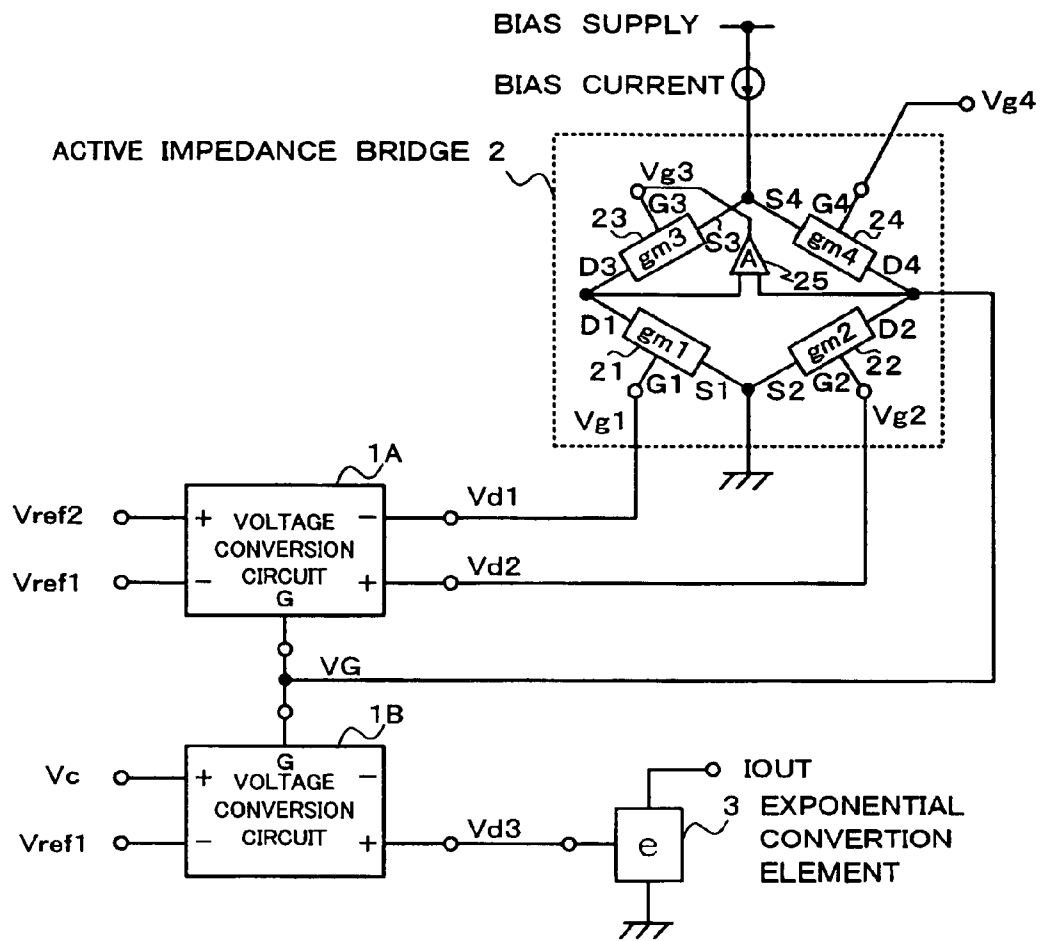 BIAS SUPPLY
BIAS CURRENT
Vg4
ACTIVE IMPEDANCE BRIDGE 2
Vg3
G3
S4
G4
23
gm3
S3
gm4
24
A
D3
25
D4
D1
gm1
gm2
D2
21
G1
S1
S2
G2
22
Vg1
Vg2
1A
Vref2
+
VOLTAGE
CONVERSION
CIRCUIT
G
−
Vd1
Vref1
−
+
Vd2
VG
1B
G
Vc
+
VOLTAGE
CONVERSION
CIRCUIT
−
IOUT
Vref1
−
+
Vd3
e
3 EXPONENTIAL
CONVERTION
ELEMENT